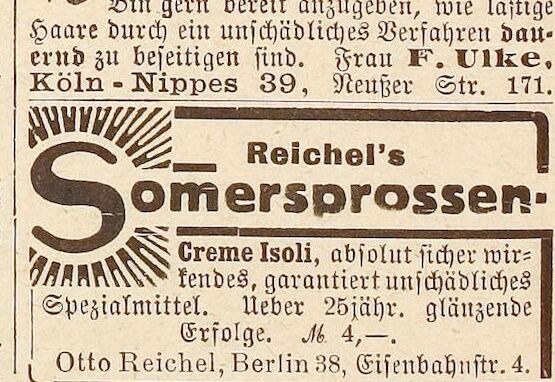 Bin gern bereit anzugeben, wie lästige
Haare durch ein unschädliches Verfahren dau-
ernd zu beseitigen sind. Frau F. Ulke,
Köln-Nippes 39, Neußer Str. 171.
Reichel's
Somersprossen-
Creme Isoli, absolut sicher wir-
kendes, garantiert unschädliches
Spezialmittel. Ueber 25jähr. glänzende
Erfolge. M 4,—.
Otto Reichel, Berlin 38, Eisenbahnstr. 4.